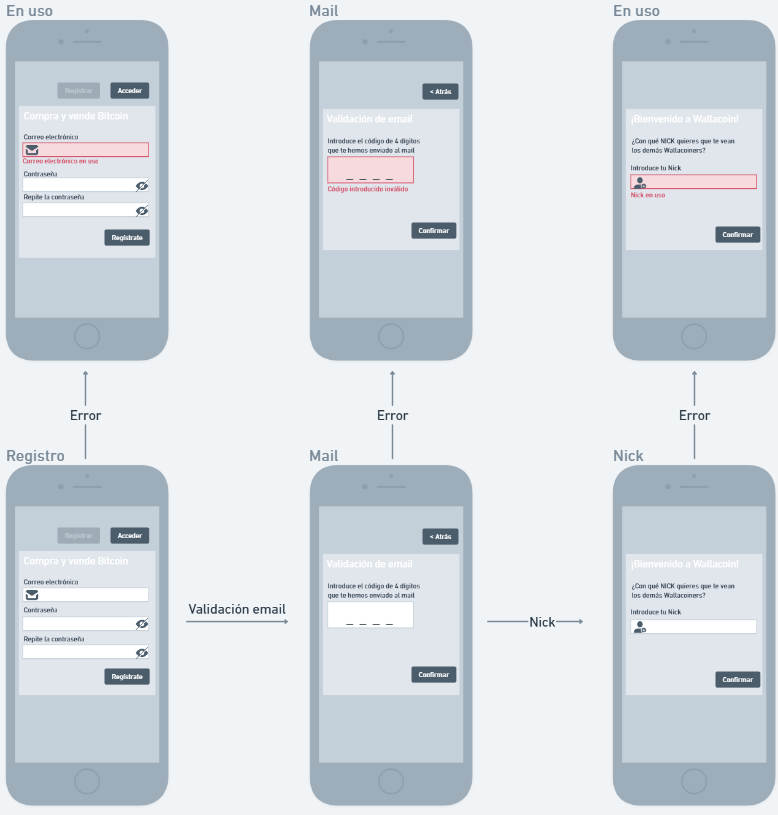 En uso
Mail
En uso
Registrar
Acceder
Compra y vende Bitcoin
Correo electrónico
Correo electrónico en uso
Contraseña
Repite la contraseña
Regístrate
< Atrás
Validación de email
Introduce el código de 4 dígitos
que te hemos enviado al mail
_ _ _ _
Código introducido inválido
Confirmar
¡Bienvenido a Wallacoin!
¿Con qué NICK quieres que te vean
los demás Wallacoiners?
Introduce tu Nick
Nick en uso
Confirmar
Error
Error
Error
Registro
Mail
Nick
Registrar
Acceder
Compra y vende Bitcoin
Correo electrónico
Contraseña
Repite la contraseña
Regístrate
Validación email
< Atrás
Validación de email
Introduce el código de 4 dígitos
que te hemos enviado al mail
_ _ _ _
Confirmar
Nick
¡Bienvenido a Wallacoin!
¿Con qué NICK quieres que te vean
los demás Wallacoiners?
Introduce tu Nick
Confirmar